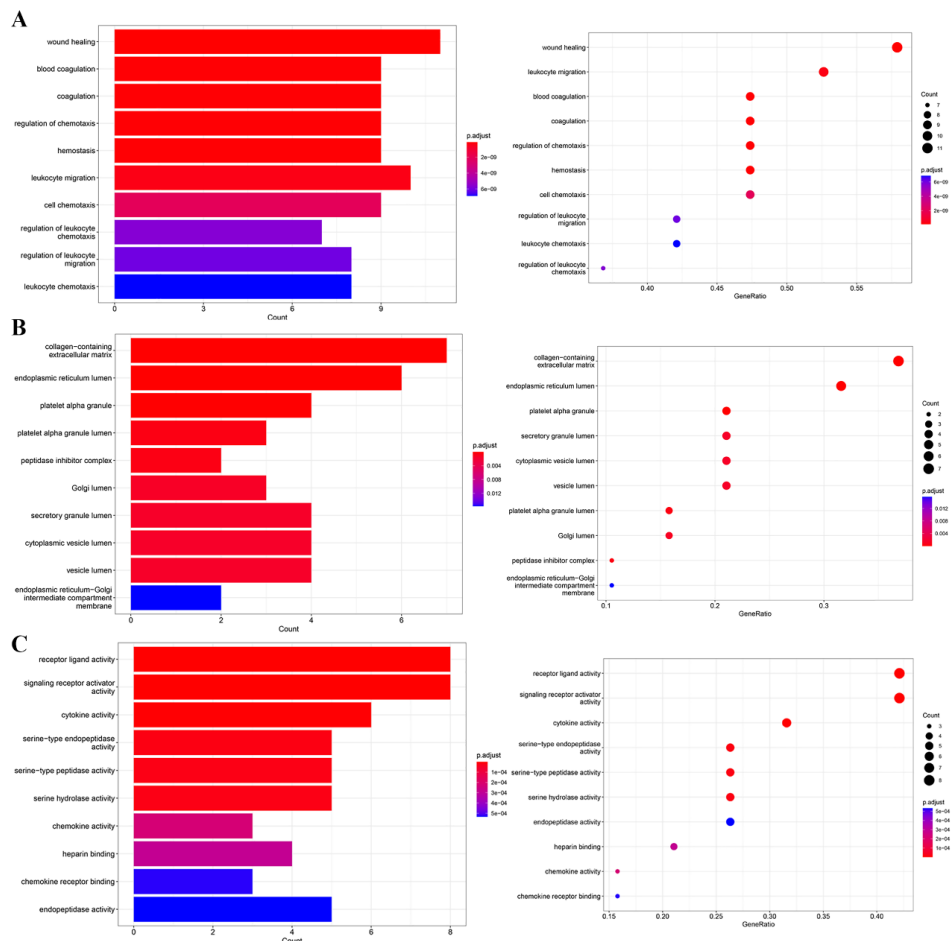 A
wound healing
blood coagulation
coagulation
regulation of chemotaxis
hemostasis
leukocyte migration
cell chemotaxis
regulation of leukocyte
chemotaxis
regulation of leukocyte
migration
leukocyte chemotaxis
0 3 6 9
Count
p.adjust
2e-09
4e-09
6e-09
wound healing
leukocyte migration
blood coagulation
coagulation
regulation of chemotaxis
hemostasis
cell chemotaxis
regulation of leukocyte
migration
leukocyte chemotaxis
regulation of leukocyte
chemotaxis
0.40 0.45 0.50 0.55
GeneRatio
Count
7
8
9
10
11
p.adjust
6e-09
4e-09
2e-09
B
collagen-containing
extracellular matrix
endoplasmic reticulum lumen
platelet alpha granule
platelet alpha granule lumen
peptidase inhibitor complex
Golgi lumen
secretory granule lumen
cytoplasmic vesicle lumen
vesicle lumen
endoplasmic reticulum-Golgi
intermediate compartment
membrane
0 2 4 6
Count
p.adjust
0.004
0.008
0.012
collagen-containing
extracellular matrix
endoplasmic reticulum lumen
platelet alpha granule
secretory granule lumen
cytoplasmic vesicle lumen
vesicle lumen
platelet alpha granule lumen
Golgi lumen
peptidase inhibitor complex
endoplasmic reticulum-Golgi
intermediate compartment
membrane
0.1 0.2 0.3
GeneRatio
Count
2
3
4
5
6
7
p.adjust
0.012
0.008
0.004
C
receptor ligand activity
signaling receptor activator
activity
cytokine activity
serine-type endopeptidase
activity
serine-type peptidase activity
serine hydrolase activity
chemokine activity
heparin binding
chemokine receptor binding
endopeptidase activity
0 2 4 6 8
Count
p.adjust
1e-04
2e-04
3e-04
4e-04
5e-04
receptor ligand activity
signaling receptor activator
activity
cytokine activity
serine-type endopeptidase
activity
serine-type peptidase activity
serine hydrolase activity
endopeptidase activity
heparin binding
chemokine activity
chemokine receptor binding
0.15 0.20 0.25 0.30 0.35 0.40
GeneRatio
Count
3
4
5
6
7
8
p.adjust
5e-04
4e-04
3e-04
2e-04
1e-04